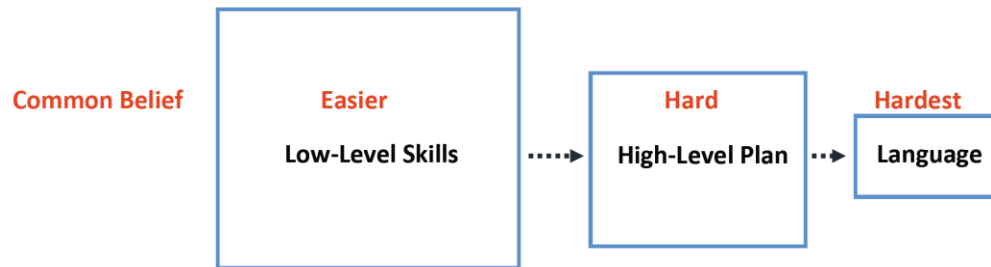 Common Belief
Easier
Hard
Hardest
Low-Level Skills
High-Level Plan
Language